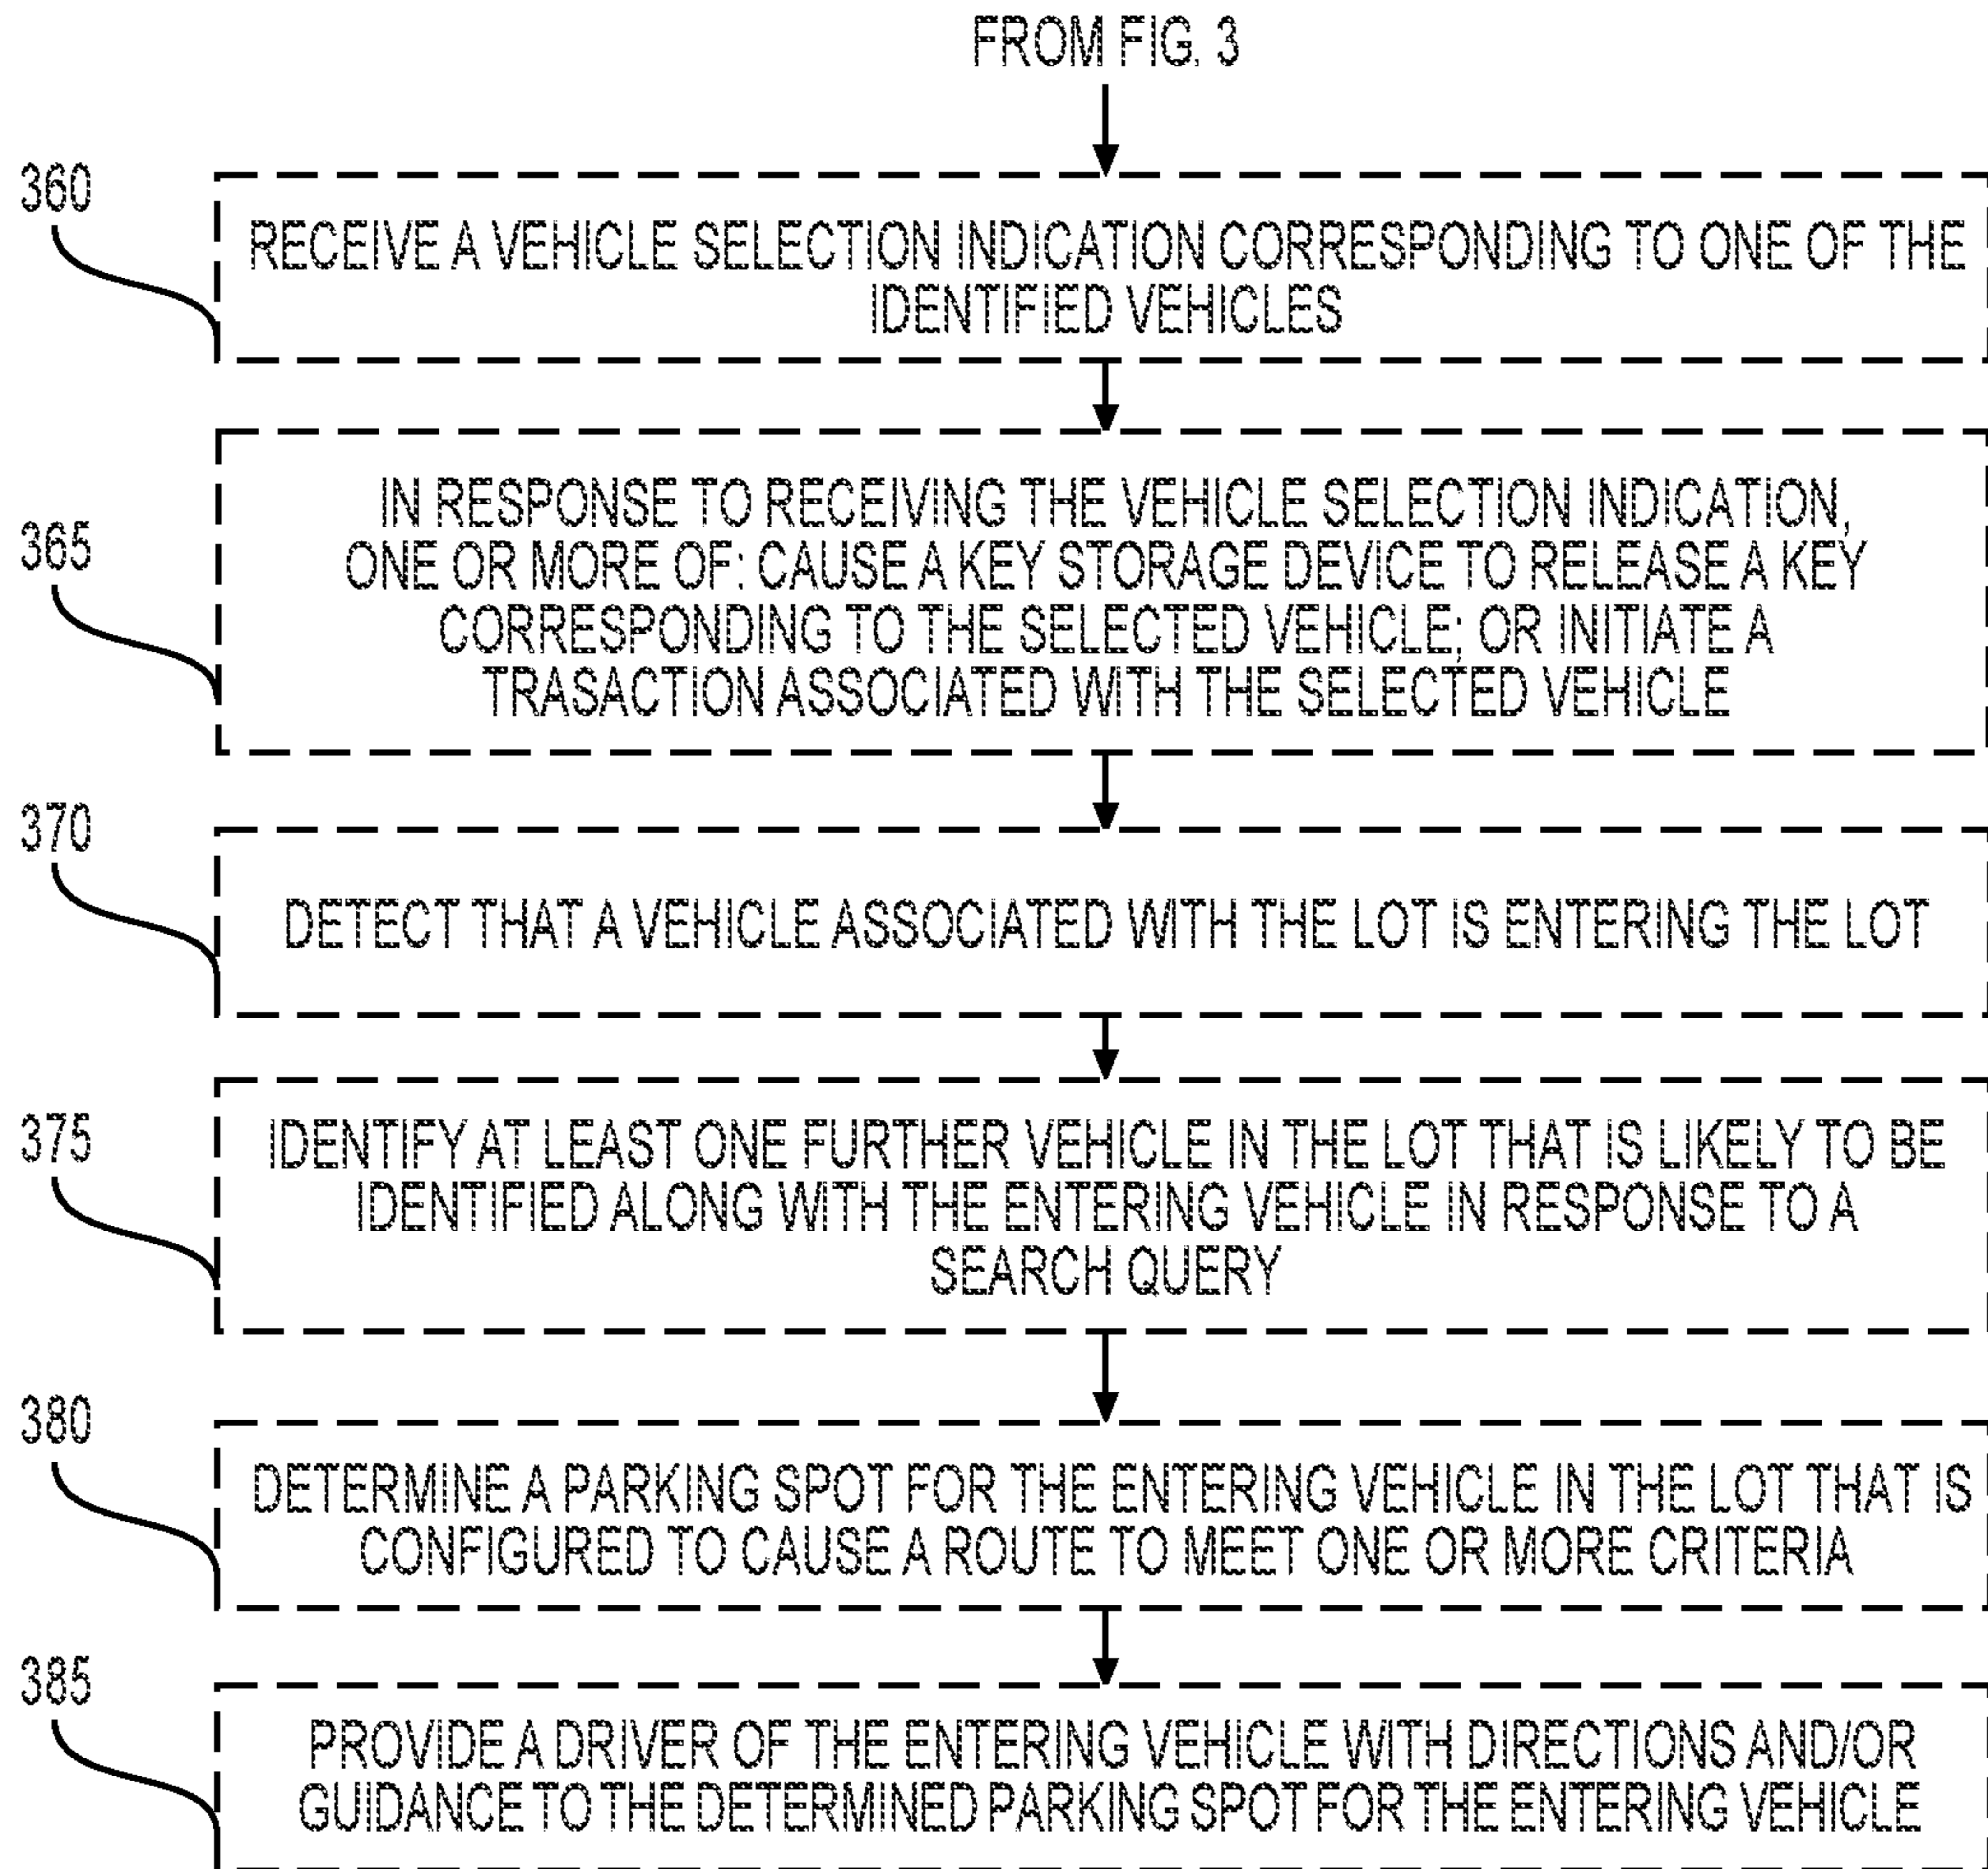 FROM FIG. 3
360
RECEIVE A VEHICLE SELECTION INDICATION CORRESPONDING TO ONE OF THE
IDENTIFIED VEHICLES
365
IN RESPONSE TO RECEIVING THE VEHICLE SELECTION INDICATION,
ONE OR MORE OF: CAUSE A KEY STORAGE DEVICE TO RELEASE A KEY
CORRESPONDING TO THE SELECTED VEHICLE; OR INITIATE A
TRASACTION ASSOCIATED WITH THE SELECTED VEHICLE
370
DETECT THAT A VEHICLE ASSOCIATED WITH THE LOT IS ENTERING THE LOT
375
IDENTIFY AT LEAST ONE FURTHER VEHICLE IN THE LOT THAT IS LIKELY TO BE
IDENTIFIED ALONG WITH THE ENTERING VEHICLE IN RESPONSE TO A
SEARCH QUERY
380
DETERMINE A PARKING SPOT FOR THE ENTERING VEHICLE IN THE LOT THAT IS
CONFIGURED TO CAUSE A ROUTE TO MEET ONE OR MORE CRITERIA
385
PROVIDE A DRIVER OF THE ENTERING VEHICLE WITH DIRECTIONS AND/OR
GUIDANCE TO THE DETERMINED PARKING SPOT FOR THE ENTERING VEHICLE